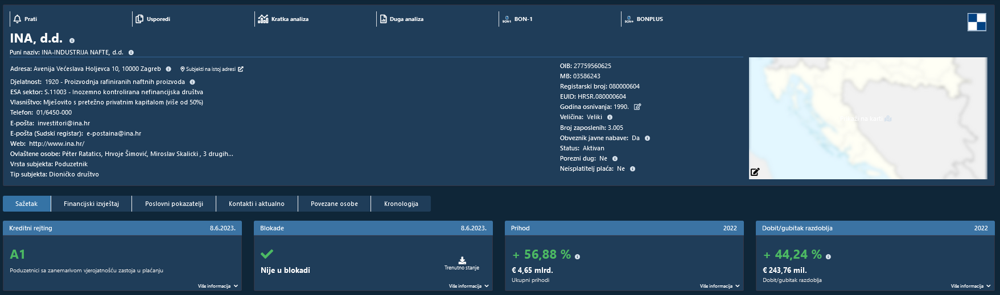 Prati
Usporedi
Kratka analiza
Duga analiza
BON-1
BON-1
BON+
BONPLUS
INA, d.d.
Puni naziv: INA-INDUSTRIJA NAFTE, d.d.
Adresa: Avenija Većeslava Holjevca 10, 10000 Zagreb
Subjekti na istoj adresi
Djelatnost: 1920 - Proizvodnja rafiniranih naftnih proizvoda
ESA sektor: S.11003 - Inozemno kontrolirana nefinancijska društva
Vlasništvo: Mješovito s pretežno privatnim kapitalom (više od 50%)
Telefon: 01/6450-000
E-pošta: investitori@ina.hr
E-pošta (Sudski registar): e-postaina@ina.hr
Web: http://www.ina.hr/
Ovlaštene osobe: Péter Ratatics, Hrvoje Šimović, Miroslav Skalicki , 3 drugih...
Vrsta subjekta: Poduzetnik
Tip subjekta: Dioničko društvo
OIB: 27759560625
MB: 03586243
Registarski broj: 080000604
EUID: HRSR.080000604
Godina osnivanja: 1990.
Veličina: Veliki
Broj zaposlenih: 3.005
Obveznik javne nabave: Da
Status: Aktivan
Porezni dug: Ne
Neisplatitelj plaća: Ne
Prikaži na karti
Sažetak
Financijski izvještaj
Poslovni pokazatelji
Kontakti i aktualno
Povezane osobe
Kronologija
Kreditni rejting 8.6.2023.
A1
Poduzetnici sa zanemarivom vjerojatnošću zastoja u plaćanju
Više informacija
Blokade 8.6.2023.
Nije u blokadi
Trenutno stanje
Više informacija
Prihod 2022
+ 56,88 %
€ 4,65 mlrd.
Ukupni prihodi
Više informacija
Dobit/gubitak razdoblja 2022
+ 44,24 %
€ 243,76 mil.
Dobit/gubitak razdoblja
Više informacija